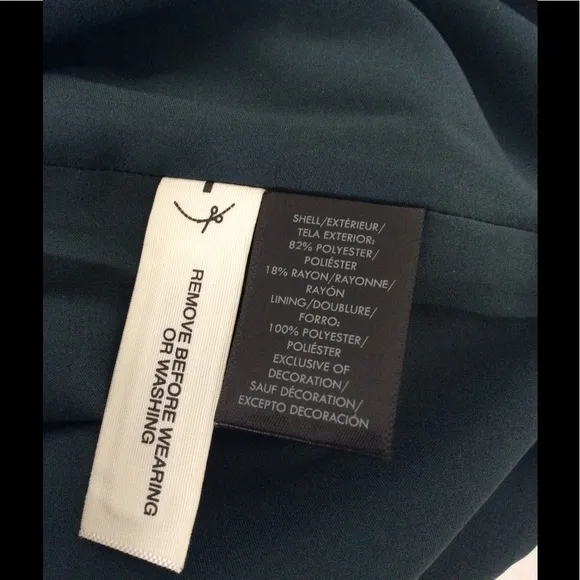 REMOVE BEFORE WEARING
OR WASHING
SHELL/EXTÉRIEUR/
TELA EXTERIOR:
82% POLYESTER/
POLIÉSTER
18% RAYON/RAYONNE/
RAYÓN
LINING/DOUBLURE/
FORRO:
100% POLYESTER/
POLIÉSTER
EXCLUSIVE OF
DECORATION/
SAUF DÉCORATION/
EXCEPTO DECORACIÓN